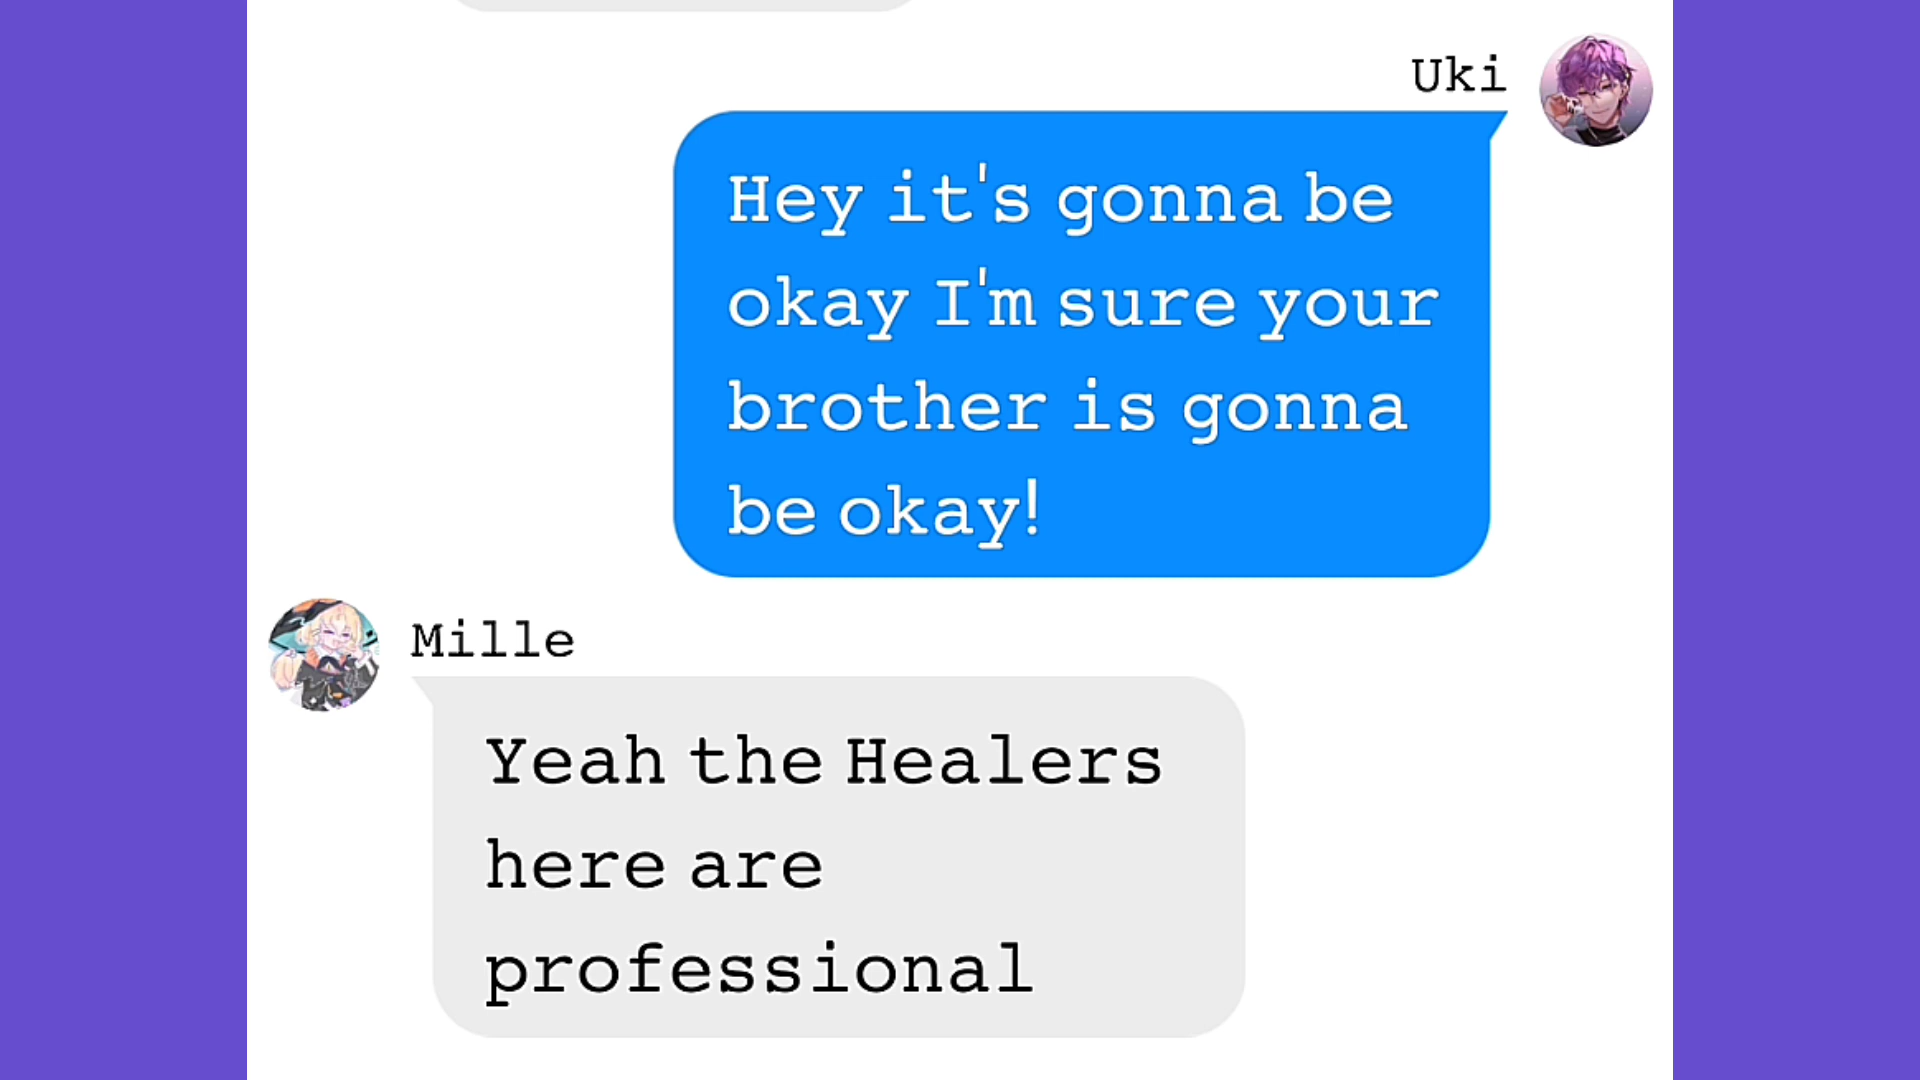 Uki
Hey it's gonna be
okay I'm sure your
brother is gonna
be okay!
Mille
Yeah the Healers
here are
professional